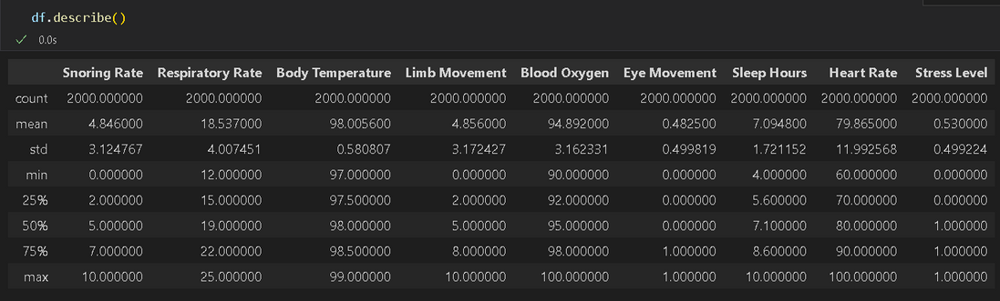 df.describe()
✓ 0.0s
Snoring Rate Respiratory Rate Body Temperature Limb Movement Blood Oxygen Eye Movement Sleep Hours Heart Rate Stress Level
count 2000.000000 2000.000000 2000.000000 2000.000000 2000.000000 2000.000000 2000.000000 2000.000000 2000.000000
mean 4.846000 18.537000 98.005600 4.856000 94.892000 0.482500 7.094800 79.865000 0.530000
std 3.124767 4.007451 0.580807 3.172427 3.162331 0.499819 1.721152 11.992568 0.499224
min 0.000000 12.000000 97.000000 0.000000 90.000000 0.000000 4.000000 60.000000 0.000000
25% 2.000000 15.000000 97.500000 2.000000 92.000000 0.000000 5.600000 70.000000 0.000000
50% 5.000000 19.000000 98.000000 5.000000 95.000000 0.000000 7.100000 80.000000 1.000000
75% 7.000000 22.000000 98.500000 8.000000 98.000000 1.000000 8.600000 90.000000 1.000000
max 10.000000 25.000000 99.000000 10.000000 100.000000 1.000000 10.000000 100.000000 1.000000